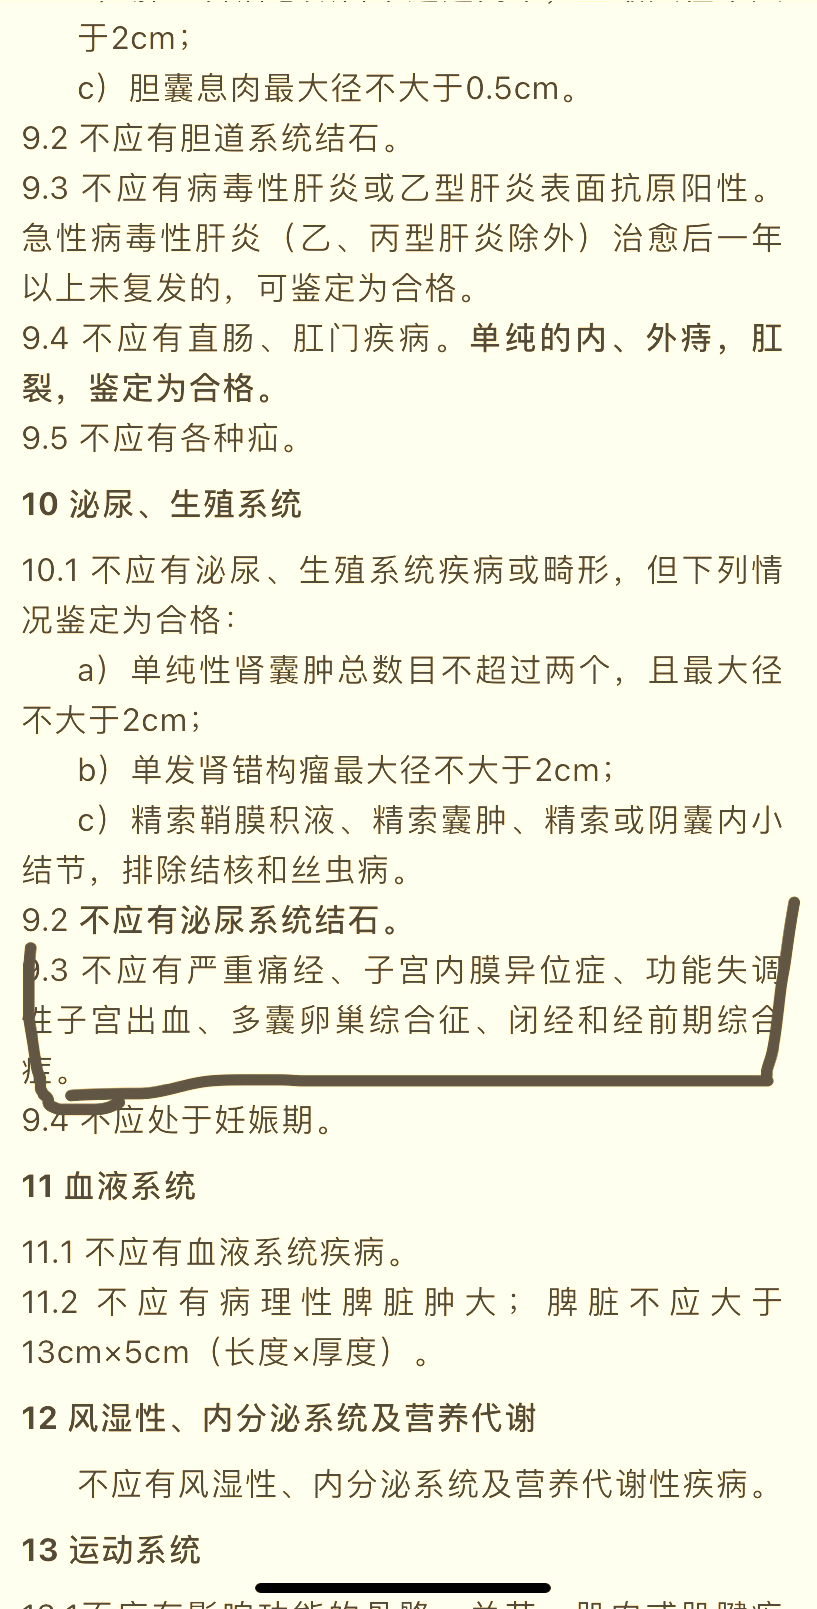 于2cm；
c）胆囊息肉最大径不大于0.5cm。
9.2 不应有胆道系统结石。
9.3 不应有病毒性肝炎或乙型肝炎表面抗原阳性。
急性病毒性肝炎（乙、丙型肝炎除外）治愈后一年
以上未复发的，可鉴定为合格。
9.4 不应有直肠、肛门疾病。单纯的内、外痔，肛
裂，鉴定为合格。
9.5 不应有各种疝。
10 泌尿、生殖系统
10.1 不应有泌尿、生殖系统疾病或畸形，但下列情
况鉴定为合格：
a）单纯性肾囊肿总数目不超过两个，且最大径
不大于2cm；
b）单发肾错构瘤最大径不大于2cm；
c）精索鞘膜积液、精索囊肿、精索或阴囊内小
结节，排除结核和丝虫病。
9.2 不应有泌尿系统结石。
9.3 不应有严重痛经、子宫内膜异位症、功能失调
性子宫出血、多囊卵巢综合征、闭经和经前期综合
症。
9.4 不应处于妊娠期。
11 血液系统
11.1 不应有血液系统疾病。
11.2 不应有病理性脾脏肿大；脾脏不应大于
13cm×5cm（长度×厚度）。
12 风湿性、内分泌系统及营养代谢
不应有风湿性、内分泌系统及营养代谢性疾病。
13 运动系统